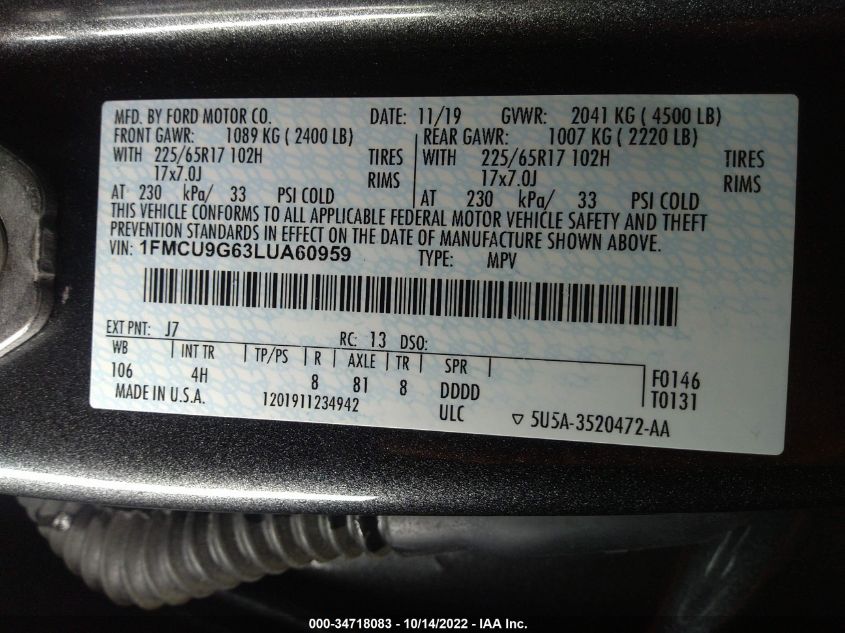 MFD. BY FORD MOTOR CO. DATE: 11/19 GVWR: 2041 KG ( 4500 LB)
FRONT GAWR: 1089 KG ( 2400 LB) REAR GAWR: 1007 KG ( 2220 LB)
WITH 225/65R17 102H TIRES WITH 225/65R17 102H TIRES
17x7.0J RIMS 17x7.0J RIMS
AT 230 kPa/ 33 PSI COLD AT 230 kPa/ 33 PSI COLD
THIS VEHICLE CONFORMS TO ALL APPLICABLE FEDERAL MOTOR VEHICLE SAFETY AND THEFT
PREVENTION STANDARDS IN EFFECT ON THE DATE OF MANUFACTURE SHOWN ABOVE.
VIN: 1FMCU9G63LUA60959 TYPE: MPV
EXT PNT: J7 RC: 13 DSO:
WB INT TR TP/PS R AXLE TR SPR
106 4H 8 81 8 DDDD F0146
MADE IN U.S.A. 1201911234942 ULC T0131
▽ 5U5A-3520472-AA
000-34718083 - 10/14/2022 - IAA Inc.